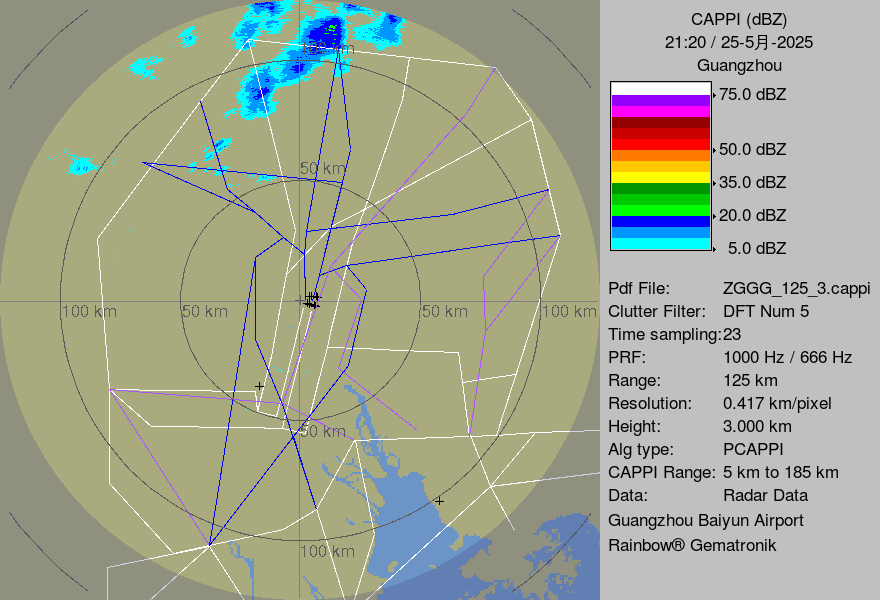 CAPPI (dBZ)
21:20 / 25-5月-2025
Guangzhou
75.0 dBZ
50.0 dBZ
35.0 dBZ
20.0 dBZ
5.0 dBZ
Pdf File: ZGGG_125_3.cappi
Clutter Filter: DFT Num 5
Time sampling:23
PRF: 1000 Hz / 666 Hz
Range: 125 km
Resolution: 0.417 km/pixel
Height: 3.000 km
Alg type: PCAPPI
CAPPI Range: 5 km to 185 km
Data: Radar Data
Guangzhou Baiyun Airport
Rainbow® Gematronik
100 km
50 km
100 km
50 km
50 km
100 km
50 km
100 km